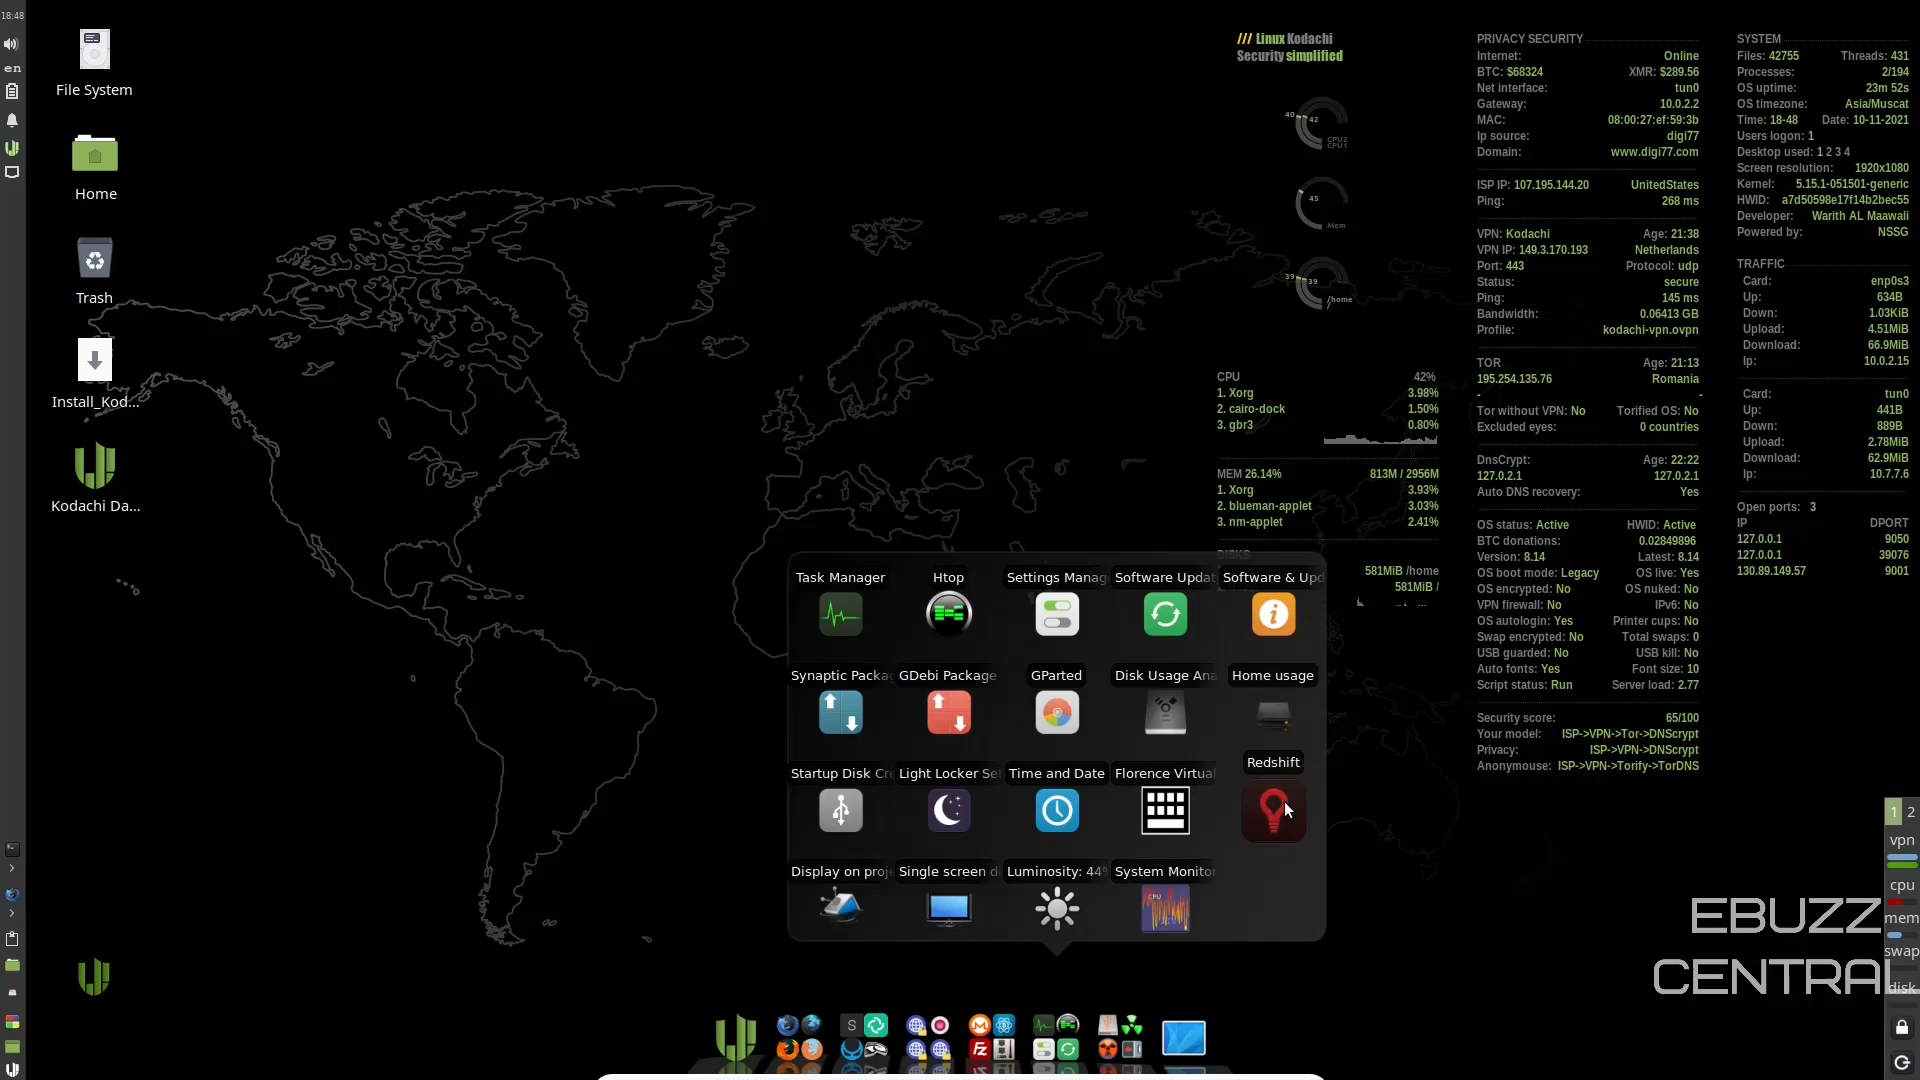 18:48
en
File System
Home
Trash
Install_Kod...
Kodachi Da...
/// Linux Kodachi
Security simplified
40 42
CPU2
CPU1
45
Mem
39 39
/home
/
CPU 42%
1. Xorg 3.98%
2. cairo-dock 1.50%
3. gbr3 0.80%
MEM 26.14% 813M / 2956M
1. Xorg 3.93%
2. blueman-applet 3.03%
3. nm-applet 2.41%
DISKS
581MiB /home
581MiB /
PRIVACY SECURITY
Internet: Online
BTC: $68324 XMR: $289.56
Net interface: tun0
Gateway: 10.0.2.2
MAC: 08:00:27:ef:59:3b
Ip source: digi77
Domain: www.digi77.com
ISP IP: 107.195.144.20 UnitedStates
Ping: 268 ms
VPN: Kodachi Age: 21:38
VPN IP: 149.3.170.193 Netherlands
Port: 443 Protocol: udp
Status: secure
Ping: 145 ms
Bandwidth: 0.06413 GB
Profile: kodachi-vpn.ovpn
TOR Age: 21:13
195.254.135.76 Romania
- -
Tor without VPN: No Torified OS: No
Excluded eyes: 0 countries
DnsCrypt: Age: 22:22
127.0.2.1 127.0.2.1
Auto DNS recovery: Yes
OS status: Active HWID: Active
BTC donations: 0.02849896
Version: 8.14 Latest: 8.14
OS boot mode: Legacy OS live: Yes
OS encrypted: No OS nuked: No
VPN firewall: No IPv6: No
OS autologin: Yes Printer cups: No
Swap encrypted: No Total swaps: 0
USB guarded: No USB kill: No
Auto fonts: Yes Font size: 10
Script status: Run Server load: 2.77
Security score: 65/100
Your model: ISP->VPN->Tor->DNScrypt
Privacy: ISP->VPN->DNScrypt
Anonymouse: ISP->VPN->Torify->TorDNS
SYSTEM
Files: 42755 Threads: 431
Processes: 2/194
OS uptime: 23m 52s
OS timezone: Asia/Muscat
Time: 18-48 Date: 10-11-2021
Users logon: 1
Desktop used: 1 2 3 4
Screen resolution: 1920x1080
Kernel: 5.15.1-051501-generic
HWID: a7d50598e17f14b2bec55
Developer: Warith AL Maawali
Powered by: NSSG
TRAFFIC
Card: enp0s3
Up: 634B
Down: 1.03KiB
Upload: 4.51MiB
Download: 66.9MiB
Ip: 10.0.2.15
Card: tun0
Up: 441B
Down: 889B
Upload: 2.78MiB
Download: 62.9MiB
Ip: 10.7.7.6
Open ports: 3
IP DPORT
127.0.0.1 9050
127.0.0.1 39076
130.89.149.57 9001
Task Manager Htop Settings Manag Software Updat Software & Upd
Synaptic Packa GDebi Package GParted Disk Usage Ana Home usage
Startup Disk Cre Light Locker Set Time and Date Florence Virtual Redshift
Display on proj Single screen di Luminosity: 44% System Monitor
CPU
EBUZZ
CENTRAL
1 2
vpn
cpu
mem
swap
disk